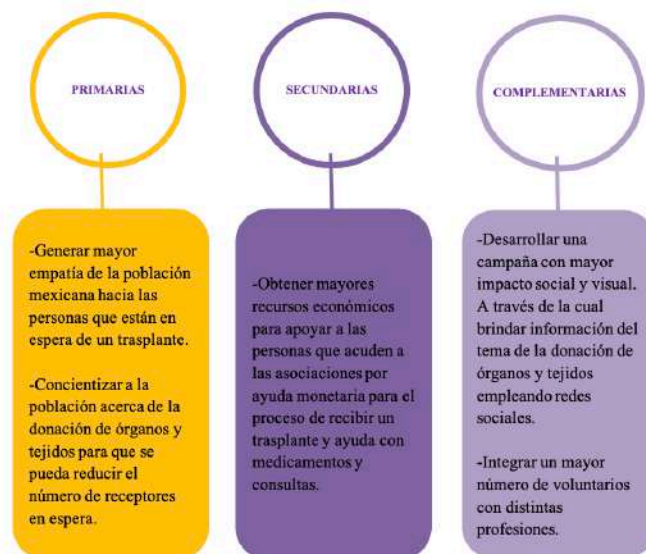 PRIMARIAS
-Generar mayor
empatía de la población
mexicana hacia las
personas que están en
espera de un trasplante.
-Concientizar a la
población acerca de la
donación de órganos y
tejidos para que se
pueda reducir el
número de receptores
en espera.
SECUNDARIAS
-Obtener mayores
recursos económicos
para apoyar a las
personas que acuden a
las asociaciones por
ayuda monetaria para el
proceso de recibir un
trasplante y ayuda con
medicamentos y
consultas.
COMPLEMENTARIAS
-Desarrollar una
campaña con mayor
impacto social y visual.
A través de la cual
brindar información del
tema de la donación de
órganos y tejidos
empleando redes
sociales.
-Integrar un mayor
número de voluntarios
con distintas
profesiones.